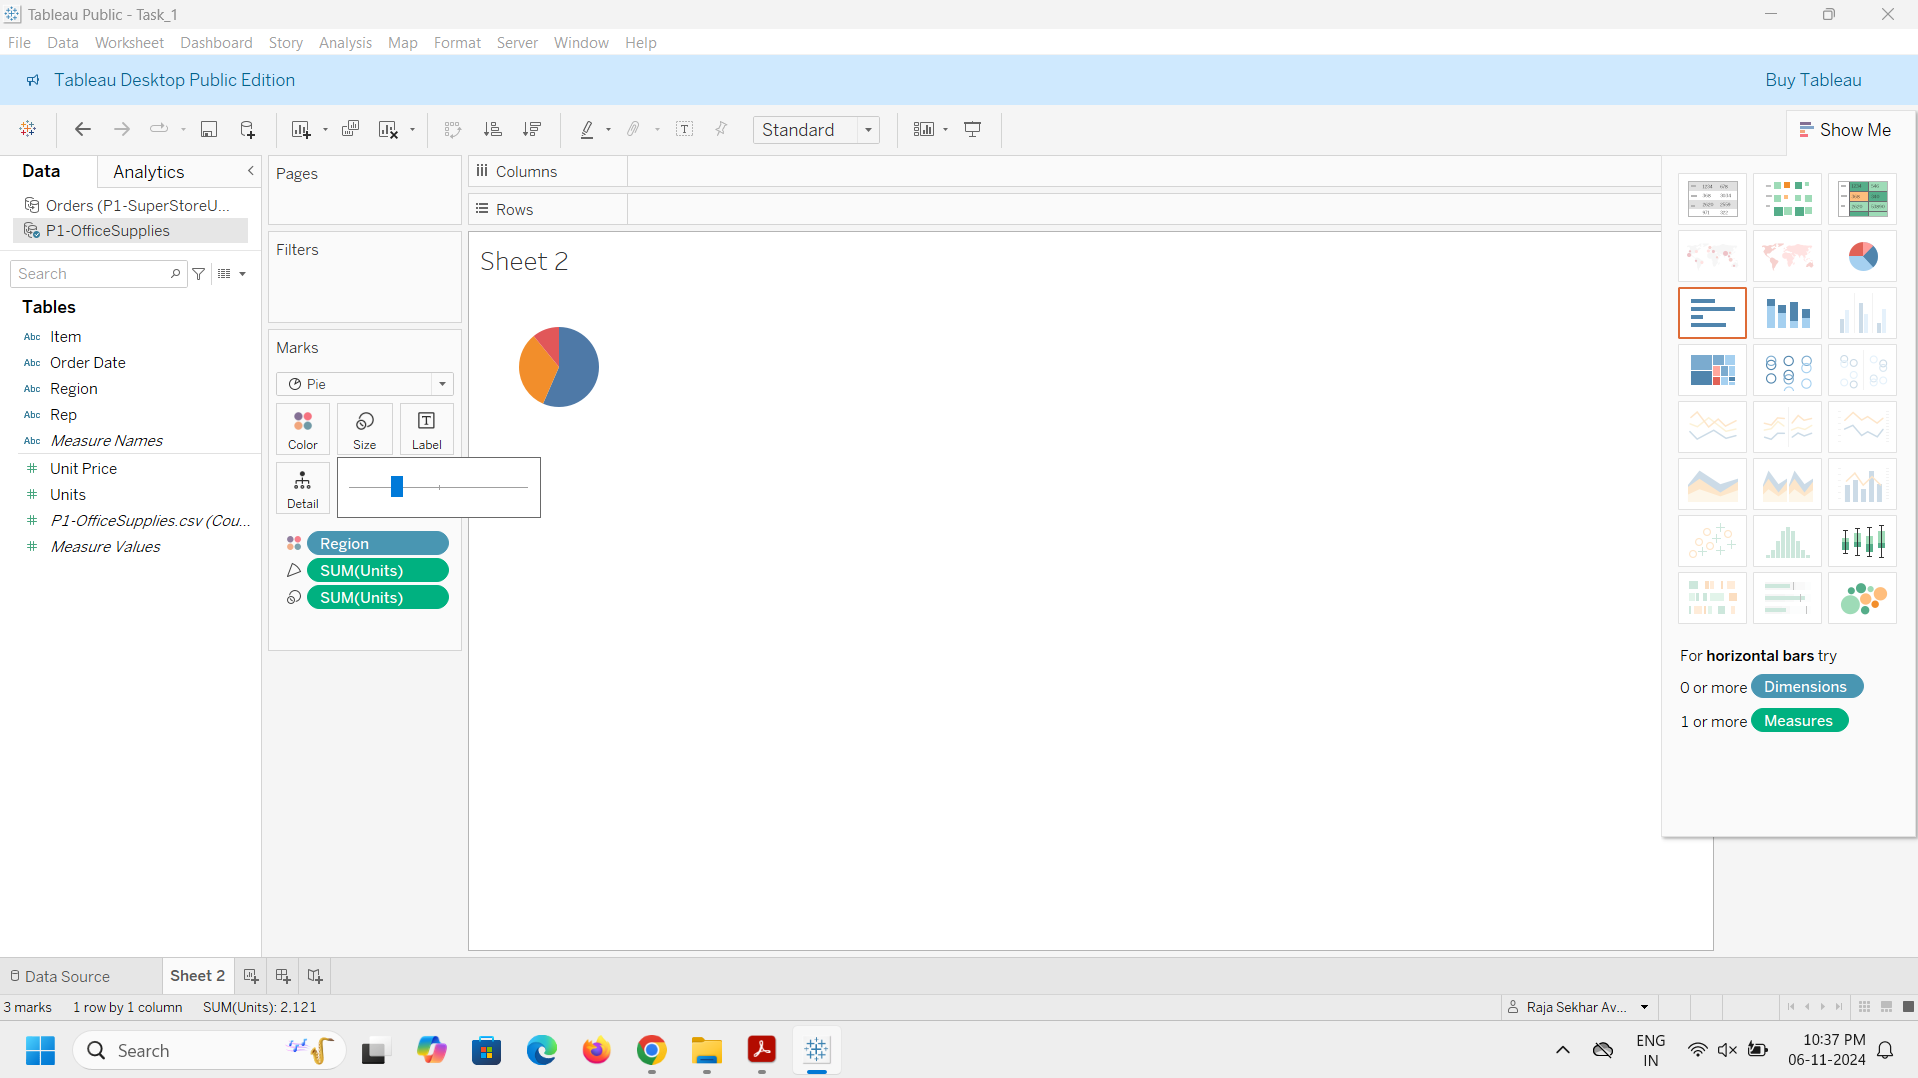 Tableau Public - Task_1
File Data Worksheet Dashboard Story Analysis Map Format Server Window Help
Tableau Desktop Public Edition
Buy Tableau
Standard
Show Me
Data
Analytics
Orders (P1-SuperStoreU...
P1-OfficeSupplies
Search
Tables
Abc Item
Abc Order Date
Abc Region
Abc Rep
Abc Measure Names
# Unit Price
# Units
# P1-OfficeSupplies.csv (Cou...
# Measure Values
Pages
Filters
Marks
Pie
Color
Size
Label
Detail
Region
SUM(Units)
SUM(Units)
Columns
Rows
Sheet 2
For horizontal bars try
0 or more Dimensions
1 or more Measures
Data Source
Sheet 2
3 marks 1 row by 1 column SUM(Units): 2,121
Raja Sekhar Av...
Search
ENG
IN
10:37 PM
06-11-2024